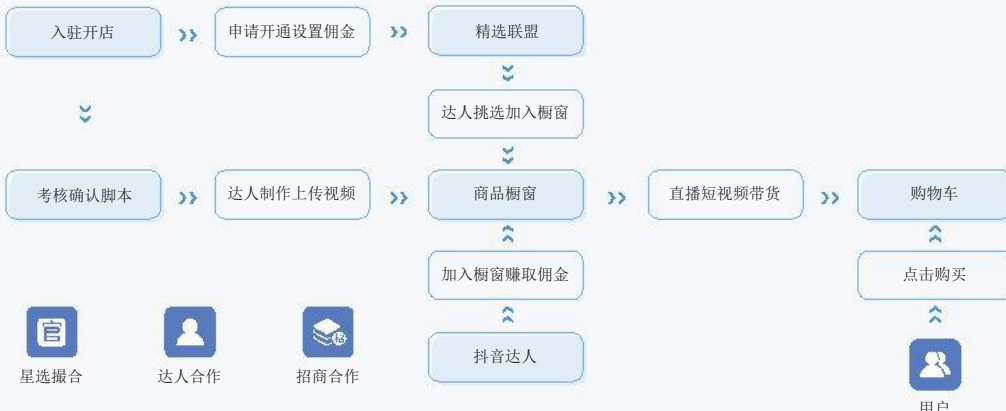 入驻开店
申请开通设置佣金
精选联盟
达人挑选加入橱窗
考核确认脚本
达人制作上传视频
商品橱窗
直播短视频带货
购物车
加入橱窗赚取佣金
点击购买
官
招
抖音达人
星选撮合
达人合作
招商合作
用户